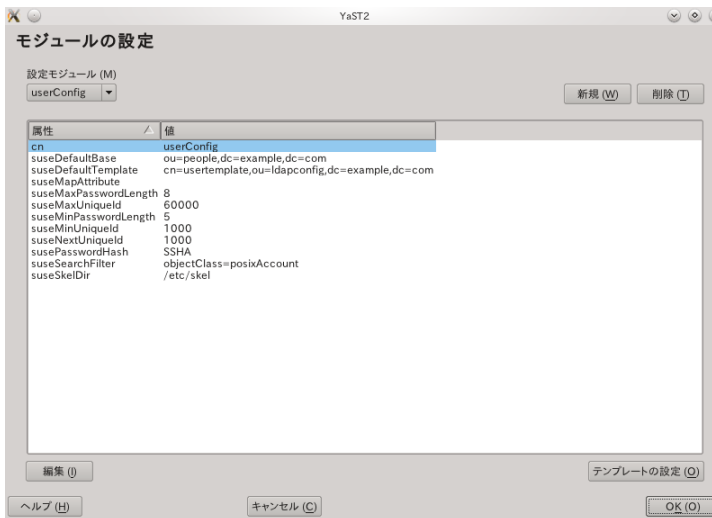 YaST2
モジュールの設定
設定モジュール (M)
userConfig
新規 (W) 削除 (T)
属性 値
cn userConfig
suseDefaultBase ou=people,dc=example,dc=com
suseDefaultTemplate cn=usertemplate,ou=ldapconfig,dc=example,dc=com
suseMapAttribute
suseMaxPasswordLength 8
suseMaxUniqueId 60000
suseMinPasswordLength 5
suseMinUniqueId 1000
suseNextUniqueId 1000
susePasswordHash SSHA
suseSearchFilter objectClass=posixAccount
suseSkelDir /etc/skel
編集 (I) テンプレートの設定 (O)
ヘルプ (H) キャンセル (C) OK (O)